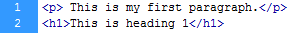 1 <p> This is my first paragraph.</p>
2 <h1>This is heading 1</h1>